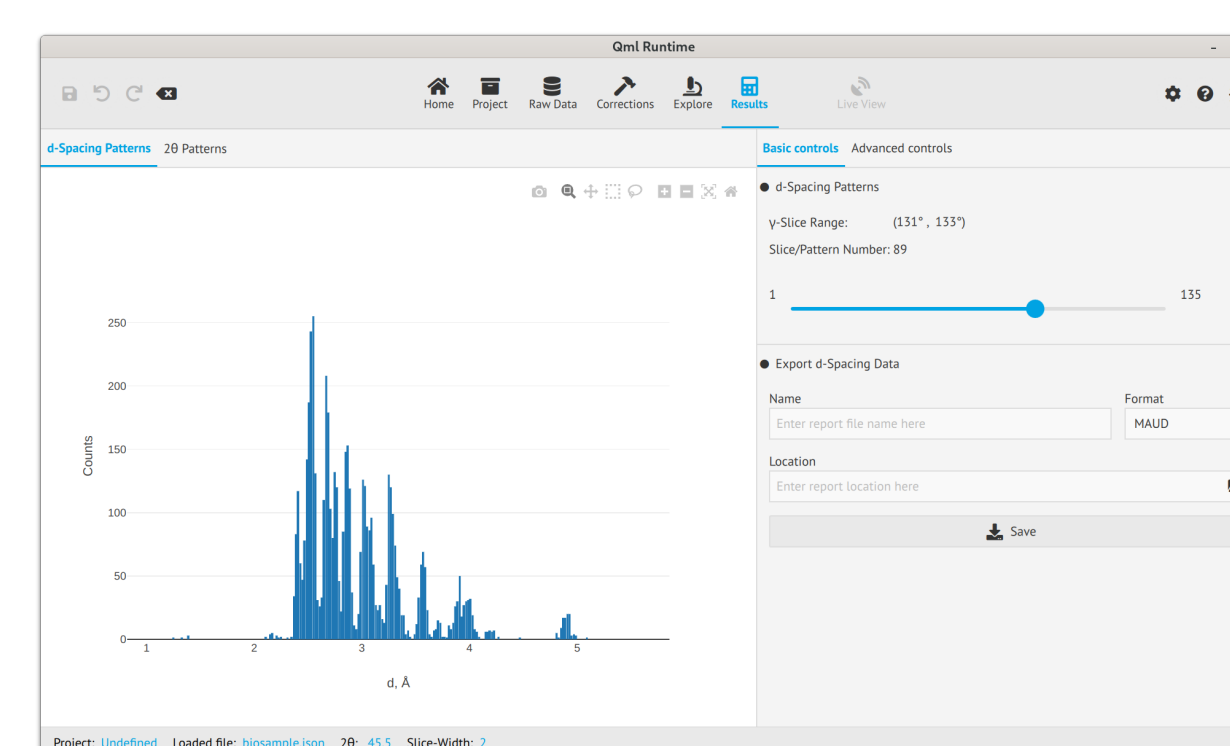 Qml Runtime
Home Project Raw Data Corrections Explore Results Live View
d-Spacing Patterns 2θ Patterns
Basic controls Advanced controls
d-Spacing Patterns
γ-Slice Range: (131° , 133°)
Slice/Pattern Number: 89
1 135
250
200
150
100
50
0
Counts
1 2 3 4 5
d, Å
Export d-Spacing Data
Name Format
Enter report file name here MAUD
Location
Enter report location here
Save
Project: Undefined Loaded file: biosample.json 2θ: 45.5 Slice-Width: 2